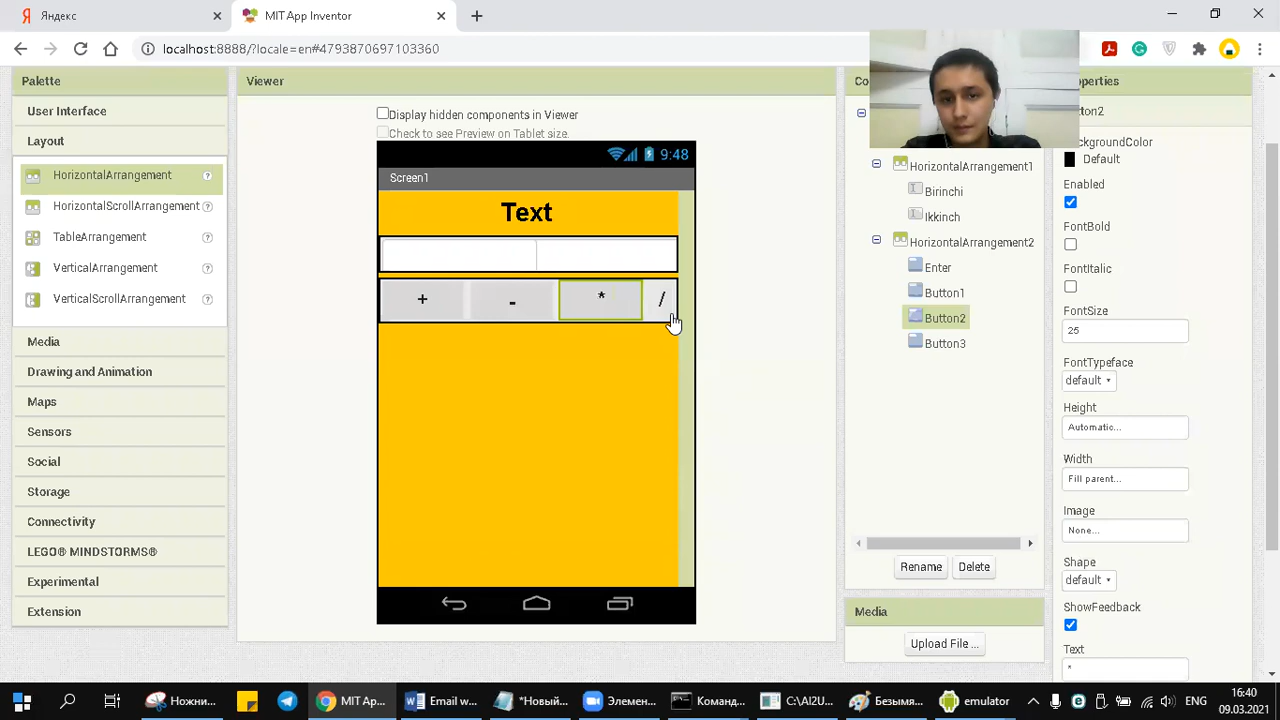 Яндекс
MIT App Inventor
localhost:8888/?locale=en#4793870697103360
Palette
User Interface
Layout
HorizontalArrangement
HorizontalScrollArrangement
TableArrangement
VerticalArrangement
VerticalScrollArrangement
Media
Drawing and Animation
Maps
Sensors
Social
Storage
Connectivity
LEGO® MINDSTORMS®
Experimental
Extension
Viewer
Display hidden components in Viewer
Check to see Preview on Tablet size.
9:48
Screen1
Text
+ - * /
HorizontalArrangement1
Birinchi
Ikkinch
HorizontalArrangement2
Enter
Button1
Button2
Button3
Rename Delete
Media
Upload File ...
BackgroundColor
Default
Enabled
FontBold
FontItalic
FontSize
25
FontTypeface
default
Height
Automatic...
Width
Fill parent...
Image
None...
Shape
default
ShowFeedback
Text
*
Ножни...
MIT Ap...
Email w...
*Новый...
Элемен...
Команд...
C:\AI2U...
Безымя...
emulator
ENG
16:40
09.03.2021